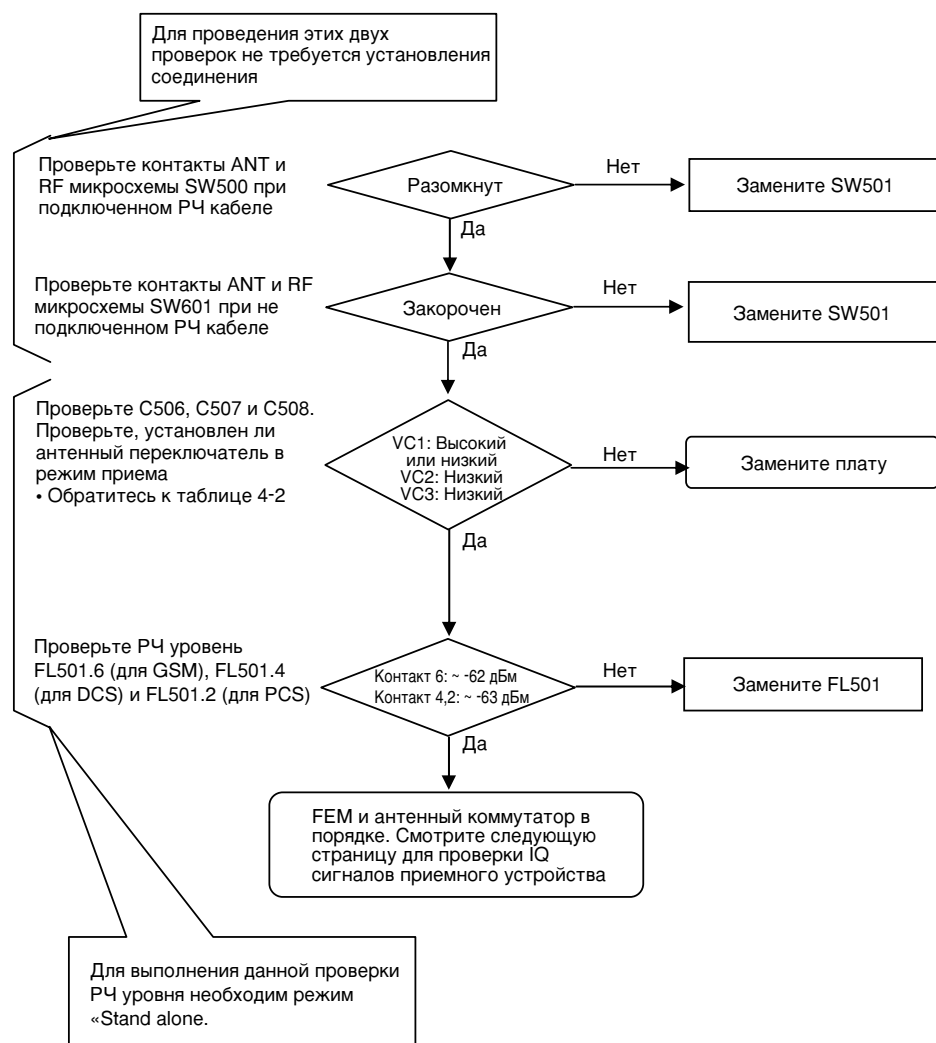 Для проведения этих двух
проверок не требуется установления
соединения
Проверьте контакты ANT и
RF микросхемы SW500 при
подключенном РЧ кабеле
Разомкнут
Нет
Замените SW501
Да
Проверьте контакты ANT и RF
микросхемы SW601 при не
подключенном РЧ кабеле
Закорочен
Нет
Замените SW501
Да
Проверьте C506, C507 и C508.
Проверьте, установлен ли
антенный переключатель в
режим приема
• Обратитесь к таблице 4-2
VC1: Высокий
или низкий
VC2: Низкий
VC3: Низкий
Нет
Замените плату
Да
Проверьте РЧ уровень
FL501.6 (для GSM), FL501.4
(для DCS) и FL501.2 (для PCS)
Контакт 6: ~ -62 дБм
Контакт 4,2: ~ -63 дБм
Нет
Замените FL501
Да
FEM и антенный коммутатор в
порядке. Смотрите следующую
страницу для проверки IQ
сигналов приемного устройства
Для выполнения данной проверки
РЧ уровня необходим режим
«Stand alone.